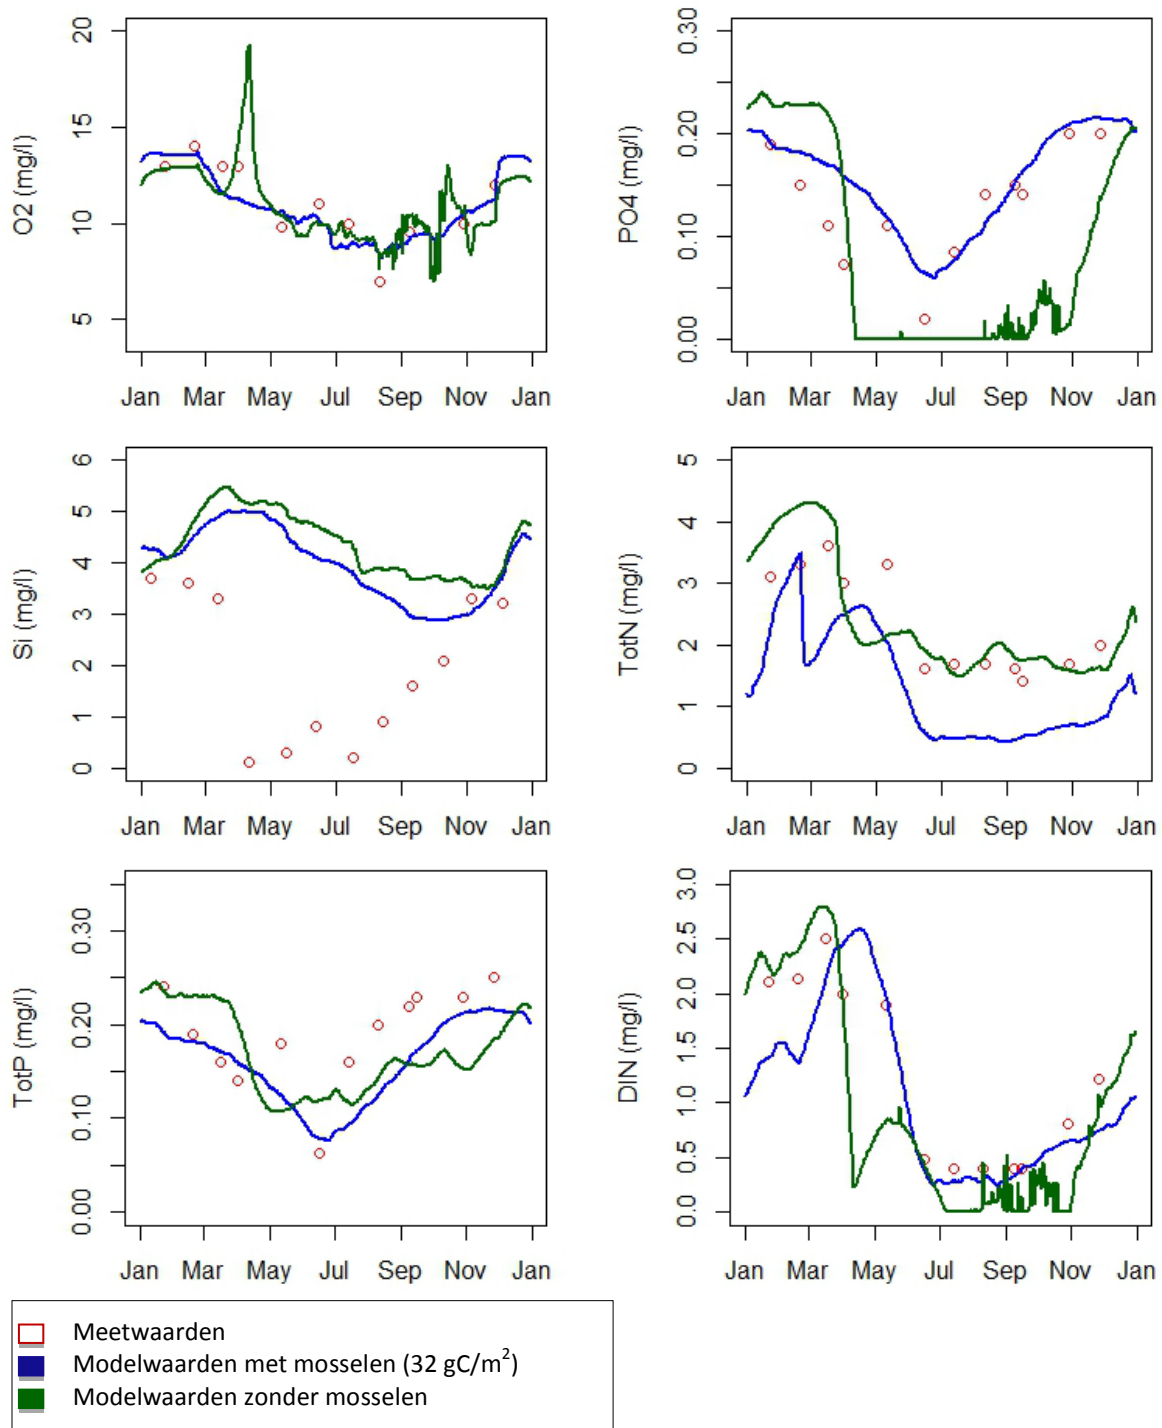 O2 (mg/l)
20
15
10
5
Jan Mar May Jul Sep Nov Jan
PO4 (mg/l)
0.30
0.20
0.10
0.00
Jan Mar May Jul Sep Nov Jan
Si (mg/l)
6
5
4
3
2
1
0
Jan Mar May Jul Sep Nov Jan
TotN (mg/l)
5
4
3
2
1
0
Jan Mar May Jul Sep Nov Jan
TotP (mg/l)
0.30
0.20
0.10
0.00
Jan Mar May Jul Sep Nov Jan
DIN (mg/l)
3.0
2.5
2.0
1.5
1.0
0.5
0.0
Jan Mar May Jul Sep Nov Jan
Meetwaarden
Modelwaarden met mosselen (32 gC/m²)
Modelwaarden zonder mosselen